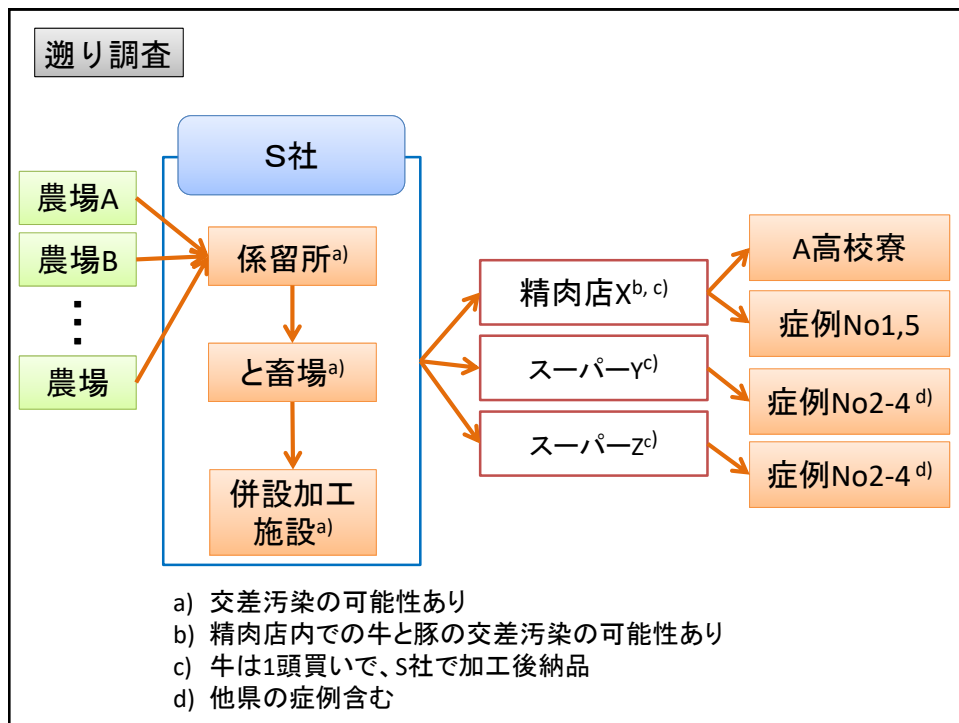 遡り調査
S社
農場A
農場B
⋮
農場
係留所a)
と畜場a)
併設加工
施設a)
精肉店Xb, c)
スーパーYc)
スーパーZc)
A高校寮
症例No1,5
症例No2-4 d)
症例No2-4 d)
a) 交差汚染の可能性あり
b) 精肉店内での牛と豚の交差汚染の可能性あり
c) 牛は1頭買いで、S社で加工後納品
d) 他県の症例含む